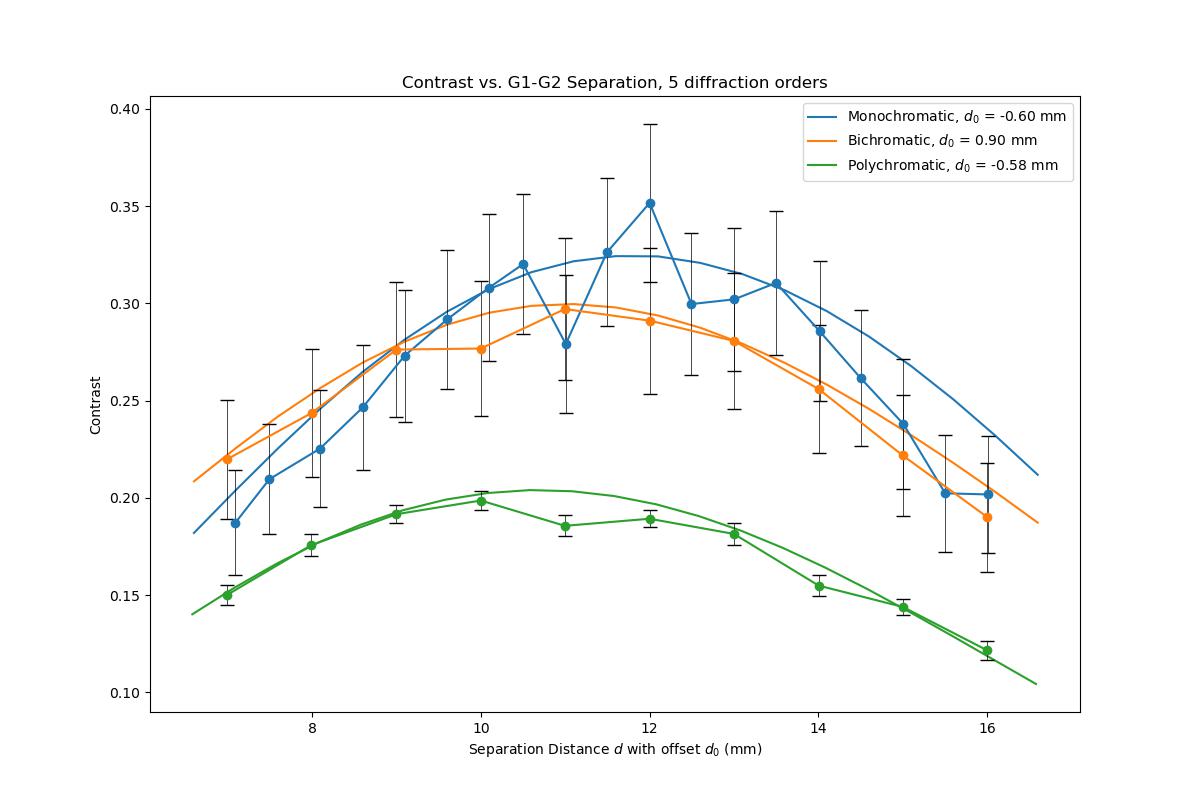 Contrast vs. G1-G2 Separation, 5 diffraction orders
0.40
0.35
0.30
0.25
0.20
0.15
0.10
Contrast
Monochromatic, d₀ = -0.60 mm
Bichromatic, d₀ = 0.90 mm
Polychromatic, d₀ = -0.58 mm
8 10 12 14 16
Separation Distance d with offset d₀ (mm)